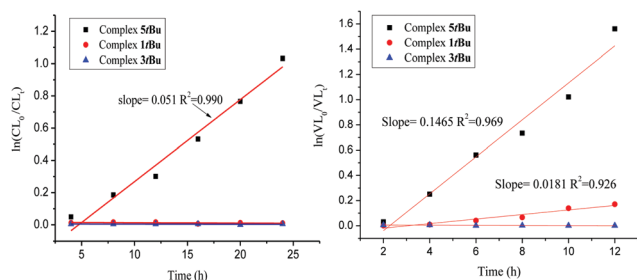 Complex 5tBu
Complex 1tBu
Complex 3tBu
slope= 0.051 R²=0.990
ln(CL₀/CLₜ)
1.2
1.0
0.8
0.6
0.4
0.2
0.0
5
10
15
20
25
30
Time (h)
Complex 5tBu
Complex 1tBu
Complex 3tBu
Slope= 0.1465 R²=0.969
Slope= 0.0181 R²=0.926
ln(VL₀/VLₜ)
1.6
1.4
1.2
1.0
0.8
0.6
0.4
0.2
0.0
0
2
4
6
8
10
12
Time (h)